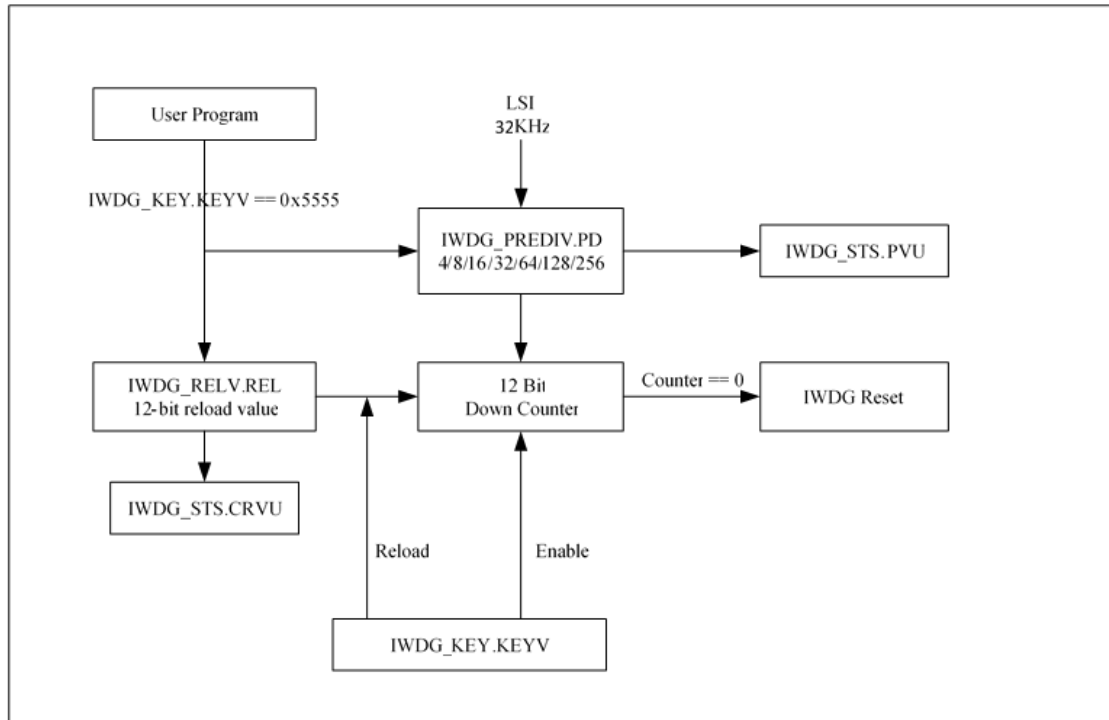 User Program
LSI
32KHz
IWDG_KEY.KEYV == 0x5555
IWDG_PREDIV.PD
4/8/16/32/64/128/256
IWDG_STS.PVU
IWDG_RELV.REL
12-bit reload value
12 Bit
Down Counter
Counter == 0
IWDG Reset
IWDG_STS.CRVU
Reload
Enable
IWDG_KEY.KEYV